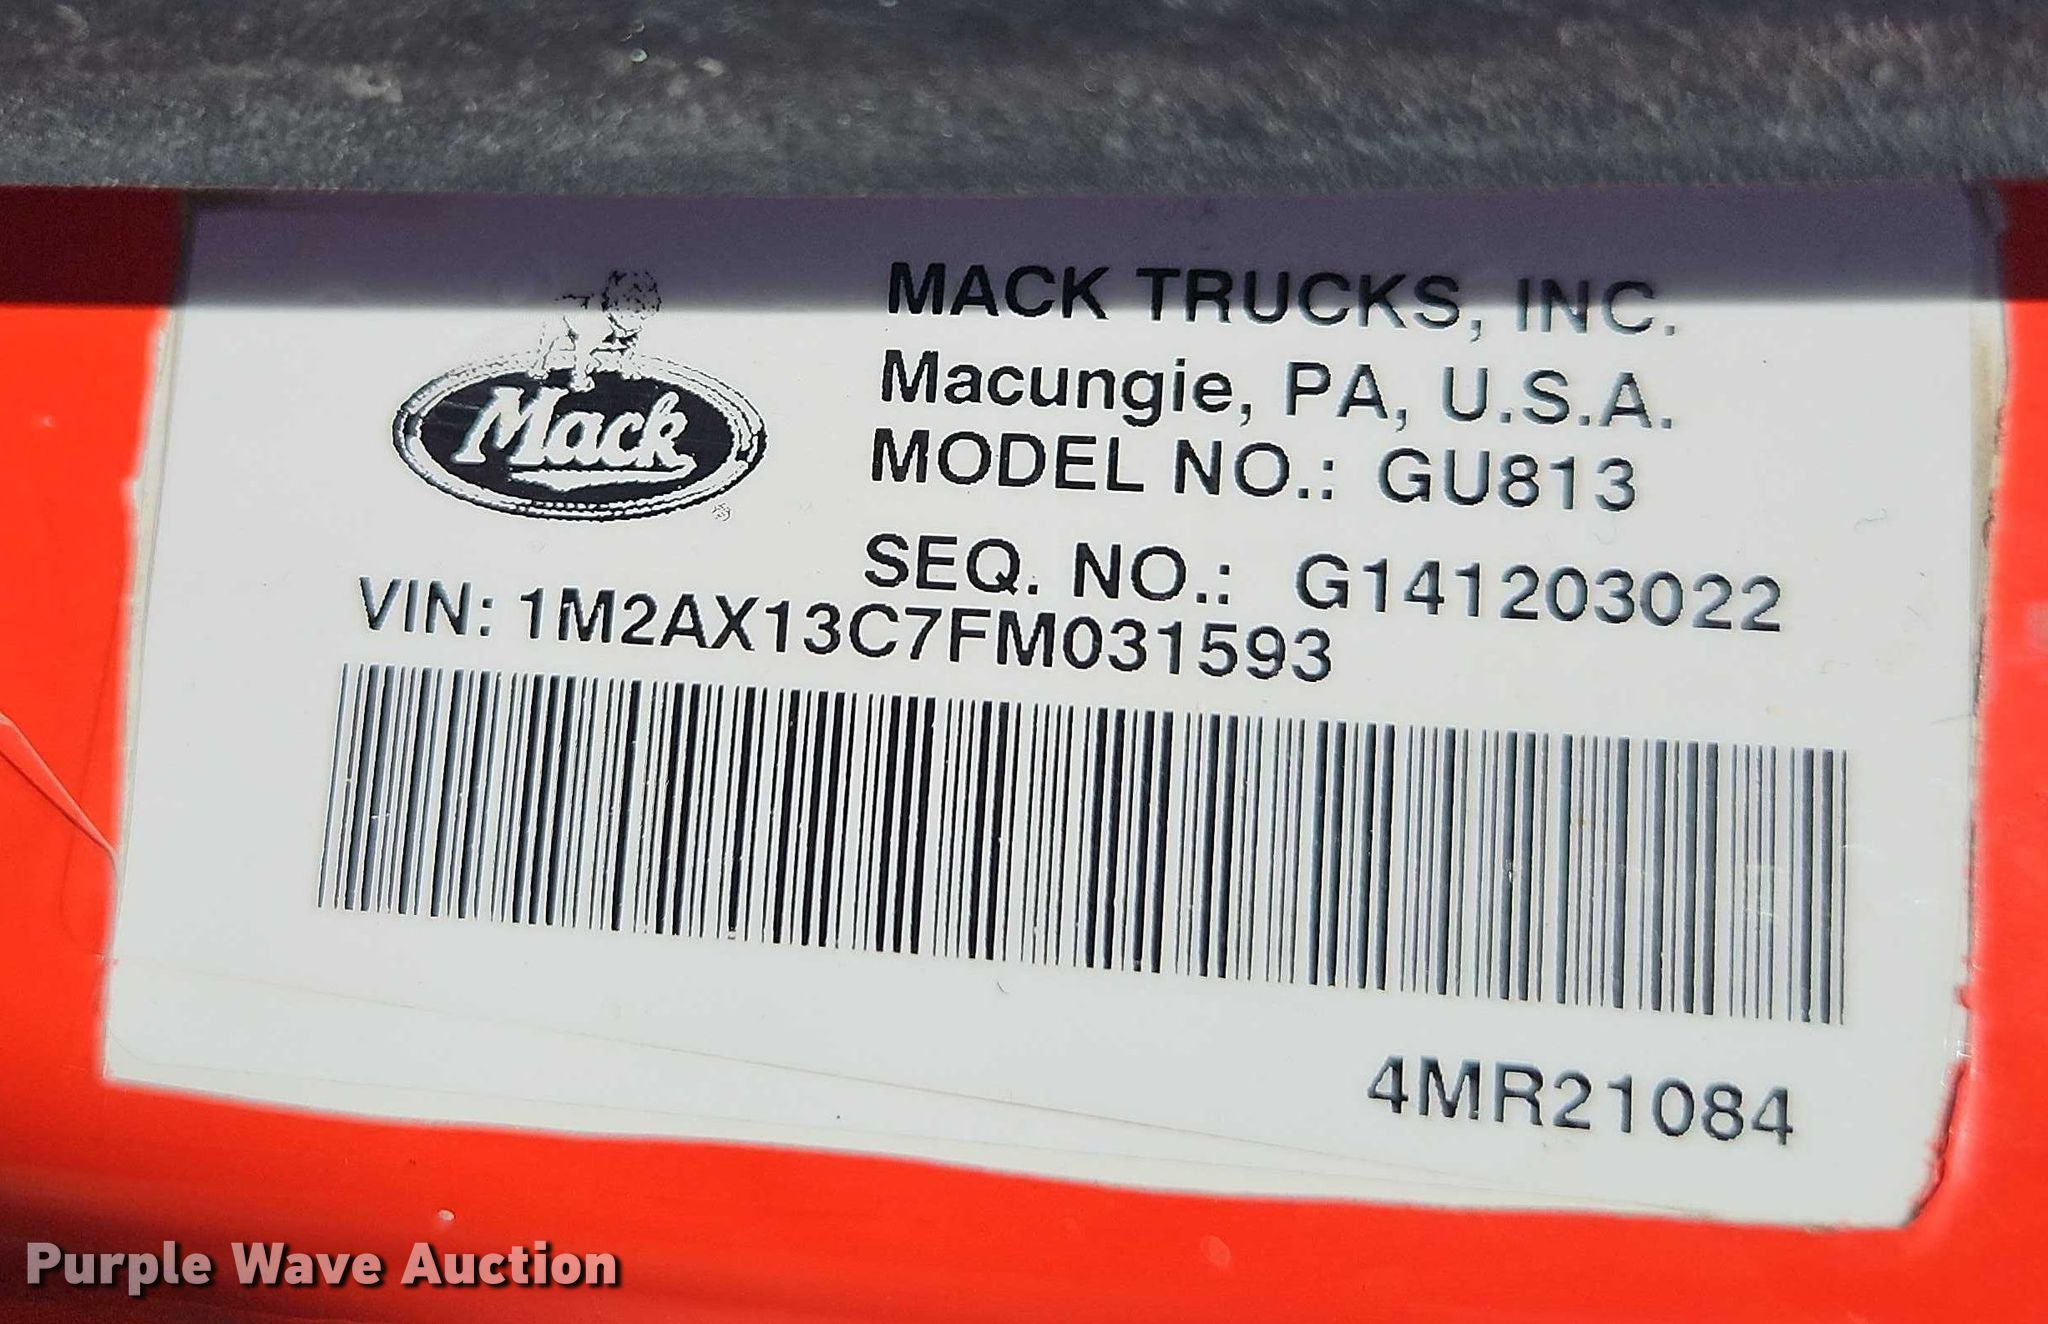 MACK TRUCKS, INC.
Macungie, PA, U.S.A.
Mack
MODEL NO.: GU813
SEQ. NO.: G141203022
VIN: 1M2AX13C7FM031593
4MR21084
Purple Wave Auction